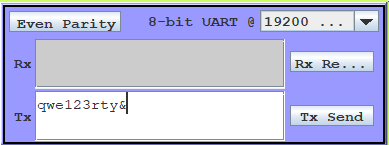 Even Parity 8-bit UART @ 19200 ...
Rx Rx Re...
qwe123rty&
Tx Tx Send